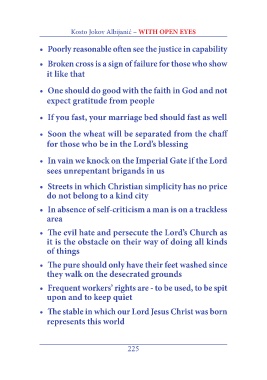 Kosto Jokov Albijanić – WITH OPEN EYES
• Poorly reasonable often see the justice in capability
• Broken cross is a sign of failure for those who show
it like that
• One should do good with the faith in God and not
expect gratitude from people
• If you fast, your marriage bed should fast as well
• Soon the wheat will be separated from the chaff
for those who be in the Lord’s blessing
• In vain we knock on the Imperial Gate if the Lord
sees unrepentant brigands in us
• Streets in which Christian simplicity has no price
do not belong to a kind city
• In absence of self-criticism a man is on a trackless
area
• The evil hate and persecute the Lord’s Church as
it is the obstacle on their way of doing all kinds
of things
• The pure should only have their feet washed since
they walk on the desecrated grounds
• Frequent workers’ rights are - to be used, to be spit
upon and to keep quiet
• The stable in which our Lord Jesus Christ was born
represents this world
225